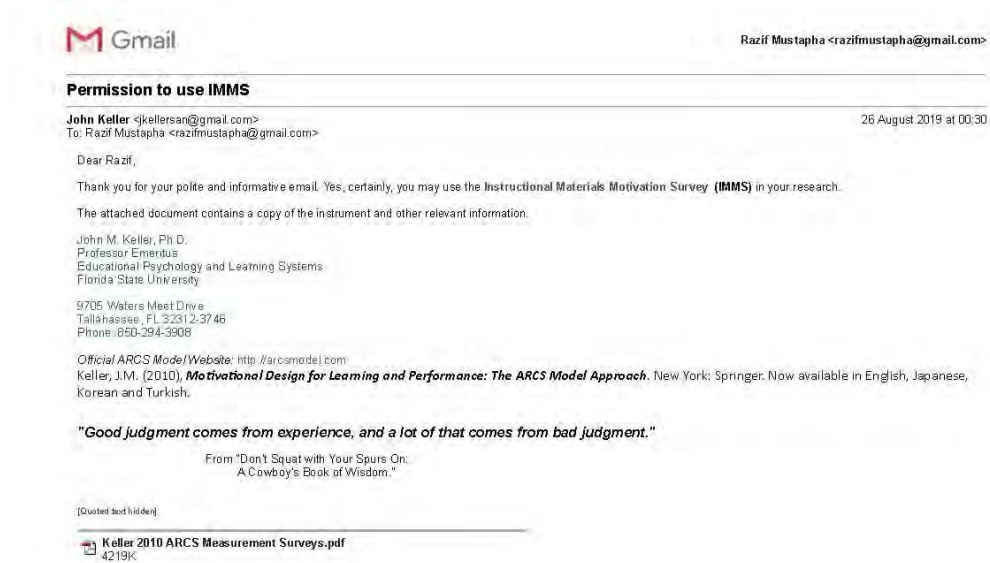 Gmail
Razif Mustapha <razifmustapha@gmail.com>
Permission to use IMMS
John Keller <jkellersan@gmail.com>
26 August 2019 at 00:30
To: Razif Mustapha <razifmustapha@gmail.com>
Dear Razif,
Thank you for your polite and informative email. Yes, certainly, you may use the Instructional Materials Motivation Survey (IMMS) in your research.
The attached document contains a copy of the instrument and other relevant information.
John M. Keller, Ph.D.
Professor Emeritus
Educational Psychology and Learning Systems
Florida State University
9705 Waters Meet Drive
Tallahassee, FL 32312-3746
Phone: 850-294-3908
Official ARCS Model Website: http://arcsmodel.com
Keller, J.M. (2010), Motivational Design for Learning and Performance: The ARCS Model Approach. New York: Springer. Now available in English, Japanese,
Korean and Turkish.
"Good judgment comes from experience, and a lot of that comes from bad judgment."
From "Don't Squat with Your Spurs On:
A Cowboy's Book of Wisdom."
[Quoted text hidden]
Keller 2010 ARCS Measurement Surveys.pdf
4219K